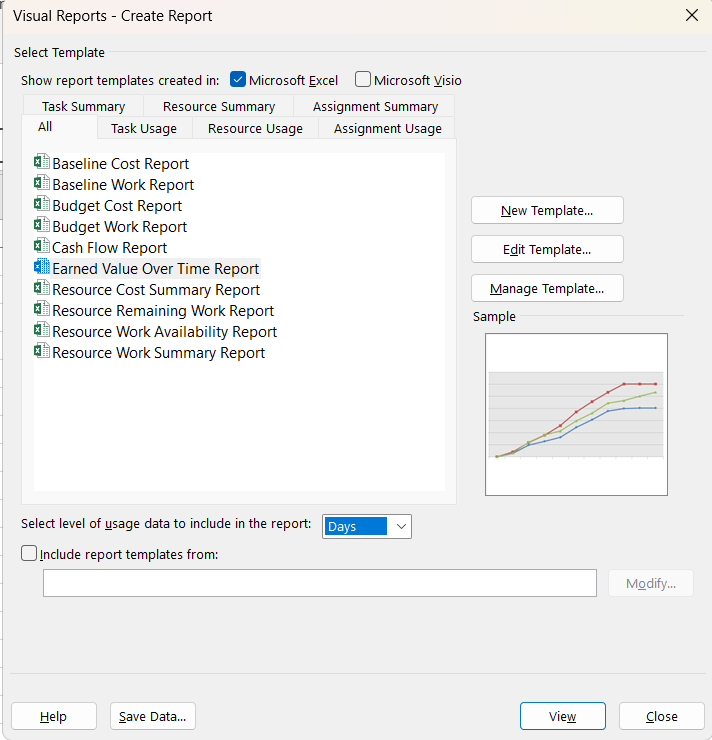 Visual Reports - Create Report
Select Template
Show report templates created in: Microsoft Excel Microsoft Visio
Task Summary Resource Summary Assignment Summary
All Task Usage Resource Usage Assignment Usage
Baseline Cost Report
Baseline Work Report
Budget Cost Report
Budget Work Report
Cash Flow Report
Earned Value Over Time Report
Resource Cost Summary Report
Resource Remaining Work Report
Resource Work Availability Report
Resource Work Summary Report
New Template...
Edit Template...
Manage Template...
Sample
Select level of usage data to include in the report: Days
Include report templates from:
Modify...
Help Save Data... View Close